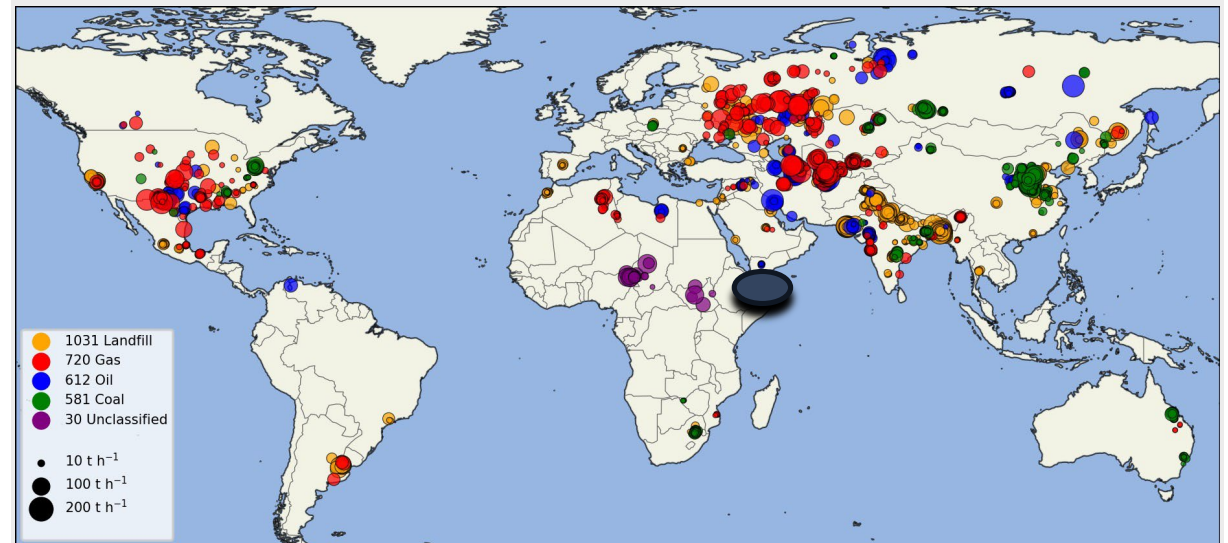 1031 Landfill
720 Gas
612 Oil
581 Coal
30 Unclassified
10 t h⁻¹
100 t h⁻¹
200 t h⁻¹